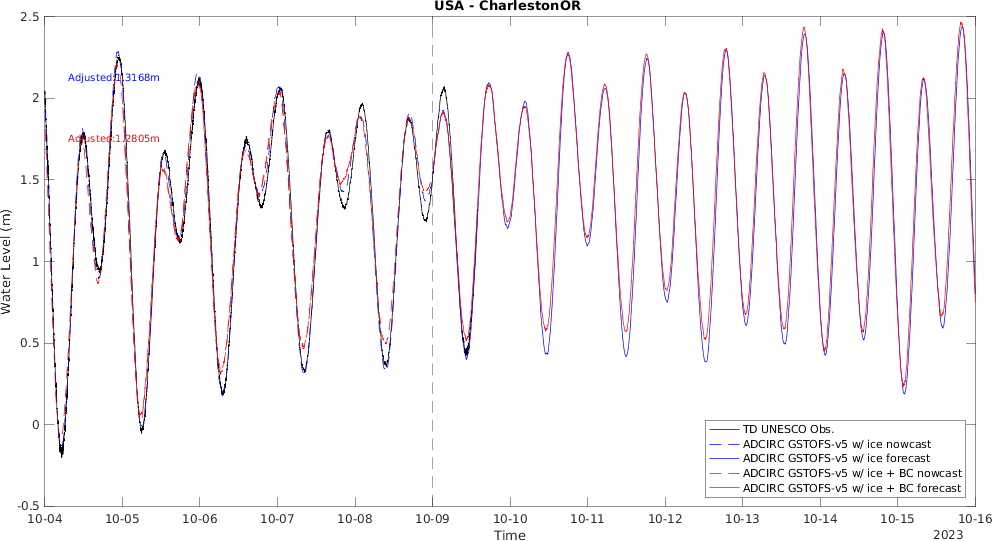 USA - CharlestonOR
2.5
2
1.5
1
0.5
0
-0.5
Water Level (m)
Adjusted:1.3168m
Adjusted:1.2805m
TD UNESCO Obs.
ADCIRC GSTOFS-v5 w/ ice nowcast
ADCIRC GSTOFS-v5 w/ ice forecast
ADCIRC GSTOFS-v5 w/ ice + BC nowcast
ADCIRC GSTOFS-v5 w/ ice + BC forecast
10-04 10-05 10-06 10-07 10-08 10-09 10-10 10-11 10-12 10-13 10-14 10-15 10-16
Time
2023